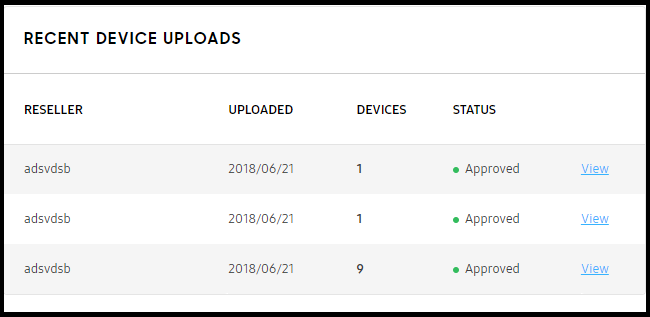 RECENT DEVICE UPLOADS
RESELLER UPLOADED DEVICES STATUS
adsvdsb 2018/06/21 1 Approved View
adsvdsb 2018/06/21 1 Approved View
adsvdsb 2018/06/21 9 Approved View